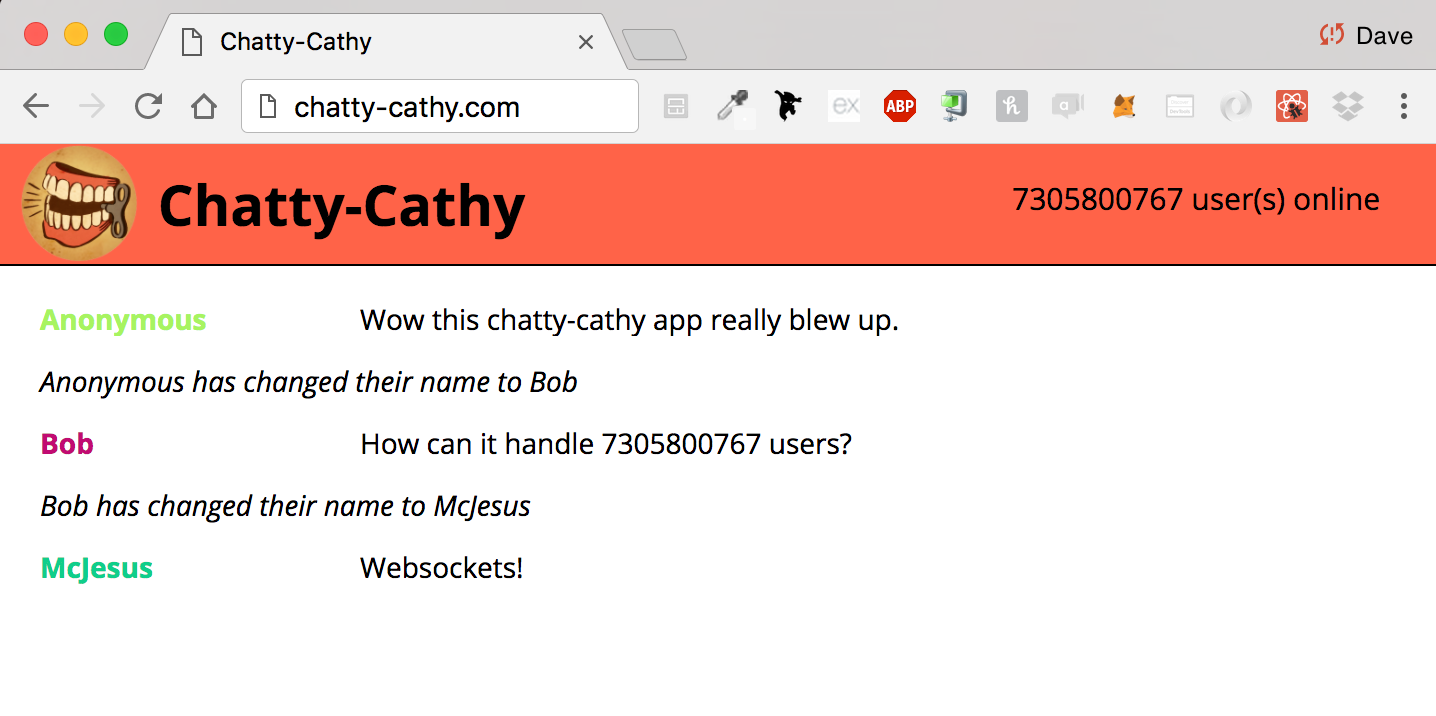 Chatty-Cathy
Dave
chatty-cathy.com
ex
ABP
h
a
Chatty-Cathy
7305800767 user(s) online
Anonymous Wow this chatty-cathy app really blew up.
Anonymous has changed their name to Bob
Bob How can it handle 7305800767 users?
Bob has changed their name to McJesus
McJesus Websockets!